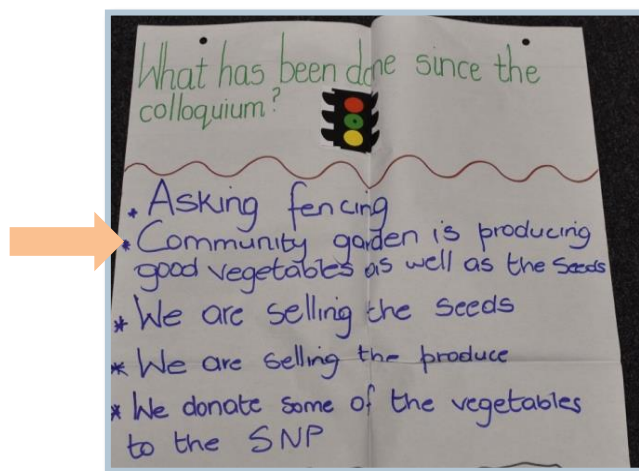 What has been done since the
colloquium?
* Asking fencing
* Community garden is producing
good vegetables as well as the seeds
* We are selling the seeds
* We are selling the produce
* We donate some of the vegetables
to the SNP